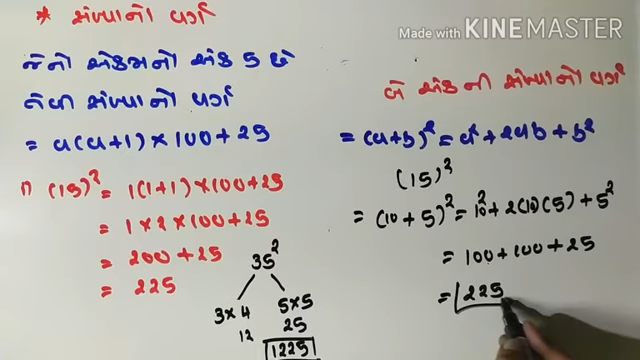 Made with KINEMASTER
* સંખ્યાનો વર્ગ
જેનો એકમનો અંક 5 છે
તેવી સંખ્યાનો વર્ગ
= a(a+1)×100+25
1) (15)² = 1(1+1)×100+25
= 1×2×100+25
= 200+25
= 225
35²
3×4 5×5
12 25
1225
બે અંકની સંખ્યાનો વર્ગ
= (a+b)² = a²+2ab+b²
(15)²
= (10+5)² = 10²+2(10)(5)+5²
= 100+100+25
= 225